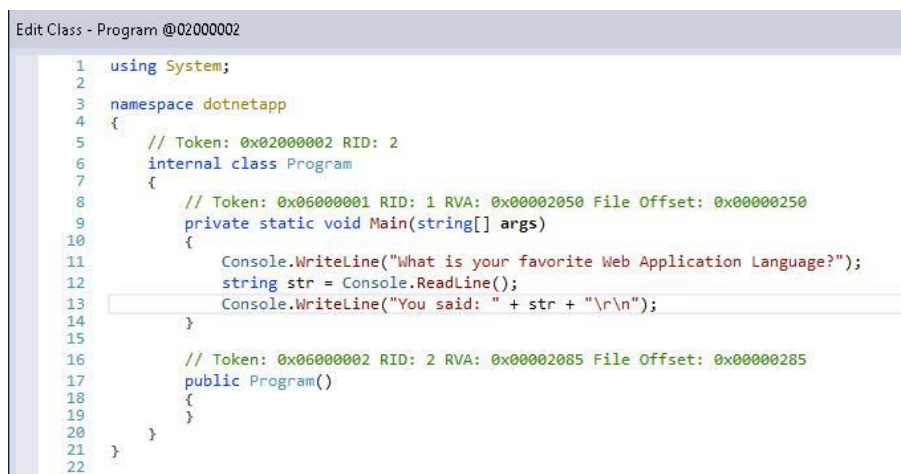 Edit Class - Program @02000002
1 using System;
2
3 namespace dotnetapp
4 {
5 // Token: 0x02000002 RID: 2
6 internal class Program
7 {
8 // Token: 0x06000001 RID: 1 RVA: 0x00002050 File Offset: 0x00000250
9 private static void Main(string[] args)
10 {
11 Console.WriteLine("What is your favorite Web Application Language?");
12 string str = Console.ReadLine();
13 Console.WriteLine("You said: " + str + "\r\n");
14 }
15
16 // Token: 0x06000002 RID: 2 RVA: 0x00002085 File Offset: 0x00000285
17 public Program()
18 {
19 }
20 }
21 }
22